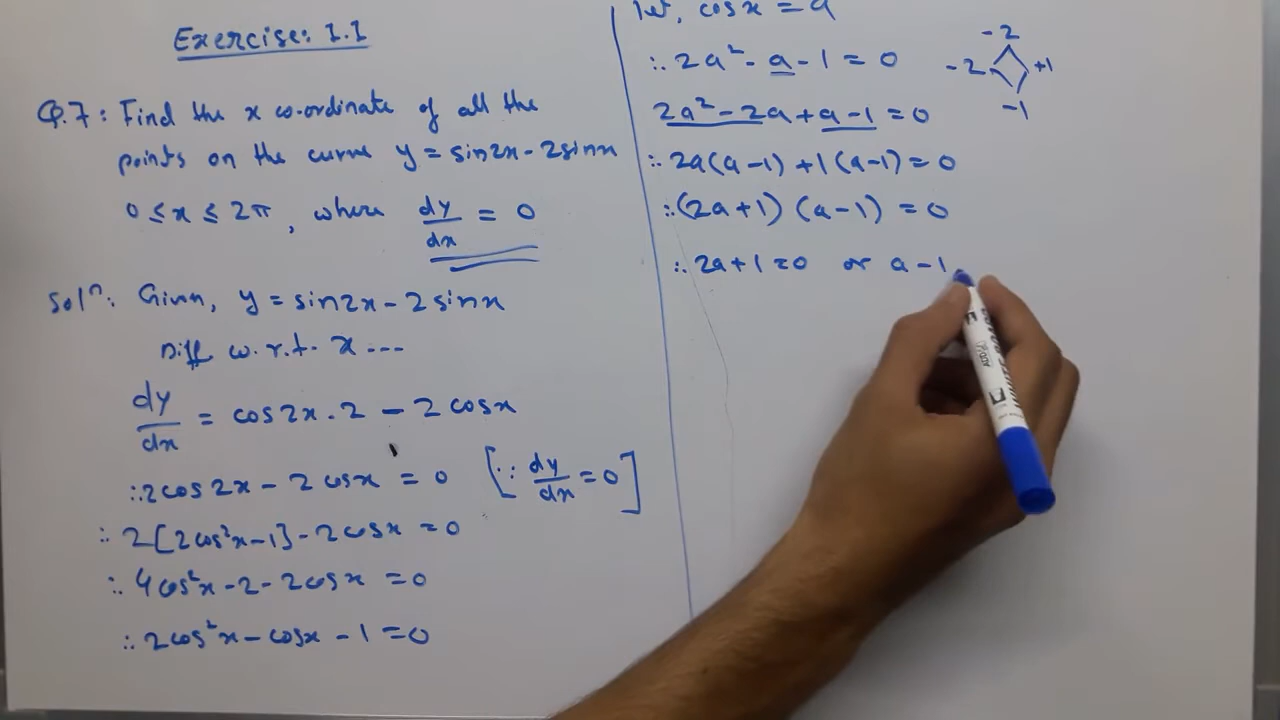 Exercise: 1.1
Q.7: Find the x co-ordinate of all the
points on the curve y = sin2x - 2sinx
0 ≤ x ≤ 2π, where dy/dx = 0
Solⁿ: Given, y = sin2x - 2sinx
Diff w.r.t. x ....
dy/dx = cos2x . 2 - 2cosx
∴ 2cos2x - 2cosx = 0 [∵ dy/dx = 0]
∴ 2[2cos²x-1] - 2cosx = 0
∴ 4cos²x - 2 - 2cosx = 0
∴ 2cos²x - cosx - 1 = 0
let, cosx = a
∴ 2a² - a - 1 = 0
2a² - 2a + a - 1 = 0
∴ 2a(a-1) + 1(a-1) = 0
∴ (2a+1) (a-1) = 0
∴ 2a+1=0 or a-1
-2
-2 +1
-1